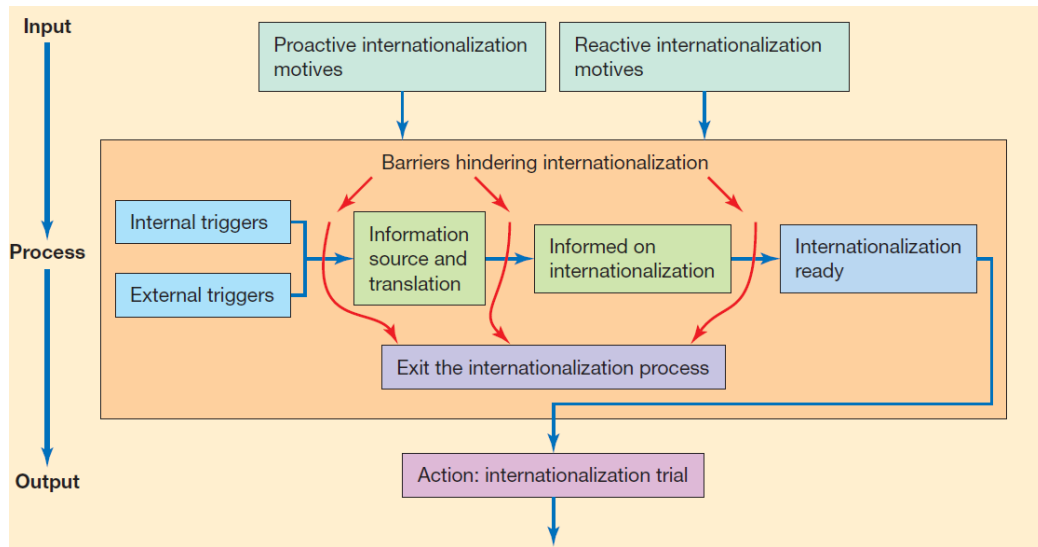 Input
Proactive internationalization
motives
Reactive internationalization
motives
Barriers hindering internationalization
Internal triggers
External triggers
Information
source and
translation
Informed on
internationalization
Internationalization
ready
Process
Exit the internationalization process
Action: internationalization trial
Output